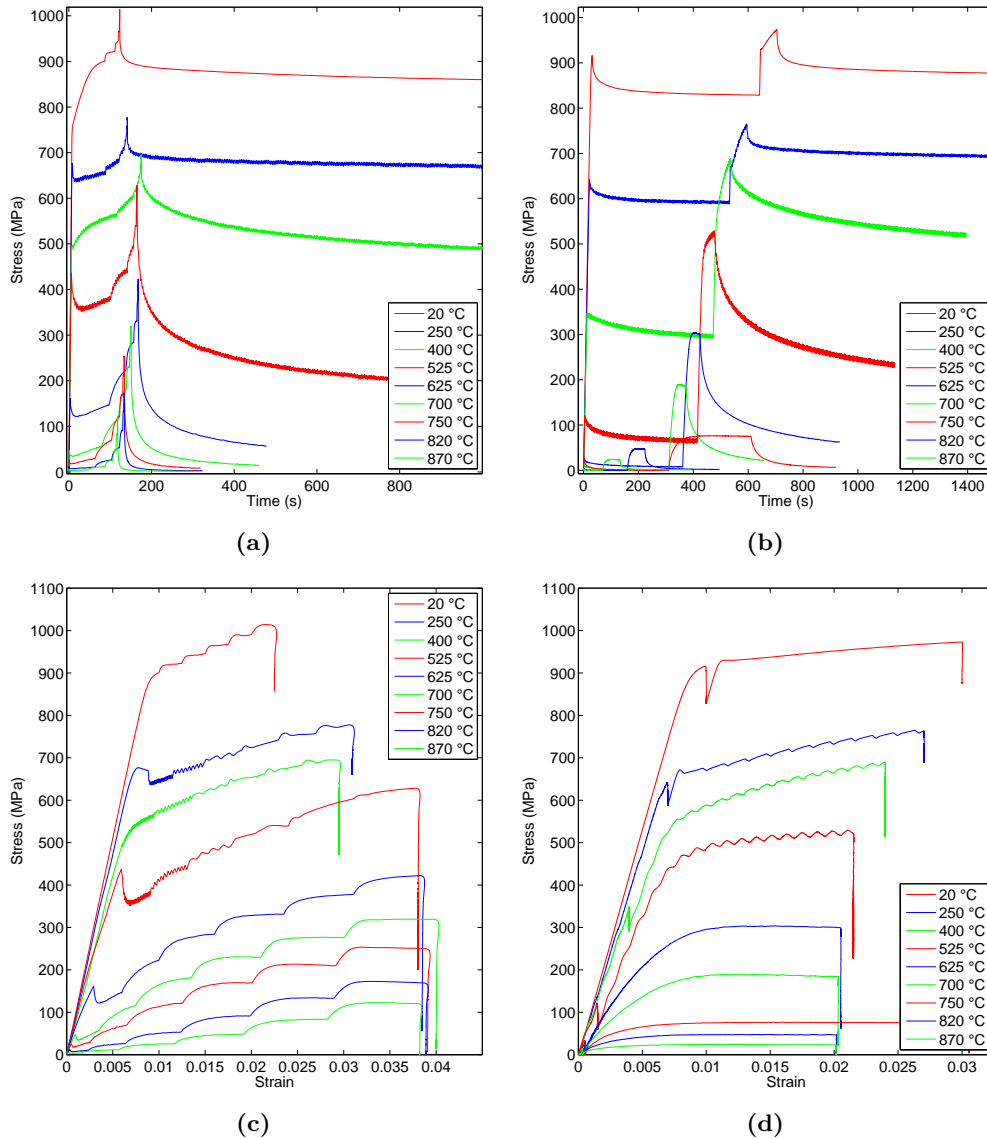 1000
900
800
700
600
500
400
300
200
100
0
Stress (MPa)
0 200 400 600 800
Time (s)
20 °C
250 °C
400 °C
525 °C
625 °C
700 °C
750 °C
820 °C
870 °C
(a)
1000
900
800
700
600
500
400
300
200
100
0
Stress (MPa)
0 200 400 600 800 1000 1200 1400
Time (s)
20 °C
250 °C
400 °C
525 °C
625 °C
700 °C
750 °C
820 °C
870 °C
(b)
1100
1000
900
800
700
600
500
400
300
200
100
0
Stress (MPa)
0 0.005 0.01 0.015 0.02 0.025 0.03 0.035 0.04
Strain
20 °C
250 °C
400 °C
525 °C
625 °C
700 °C
750 °C
820 °C
870 °C
(c)
1100
1000
900
800
700
600
500
400
300
200
100
0
Stress (MPa)
0 0.005 0.01 0.015 0.02 0.025 0.03
Strain
20 °C
250 °C
400 °C
525 °C
625 °C
700 °C
750 °C
820 °C
870 °C
(d)